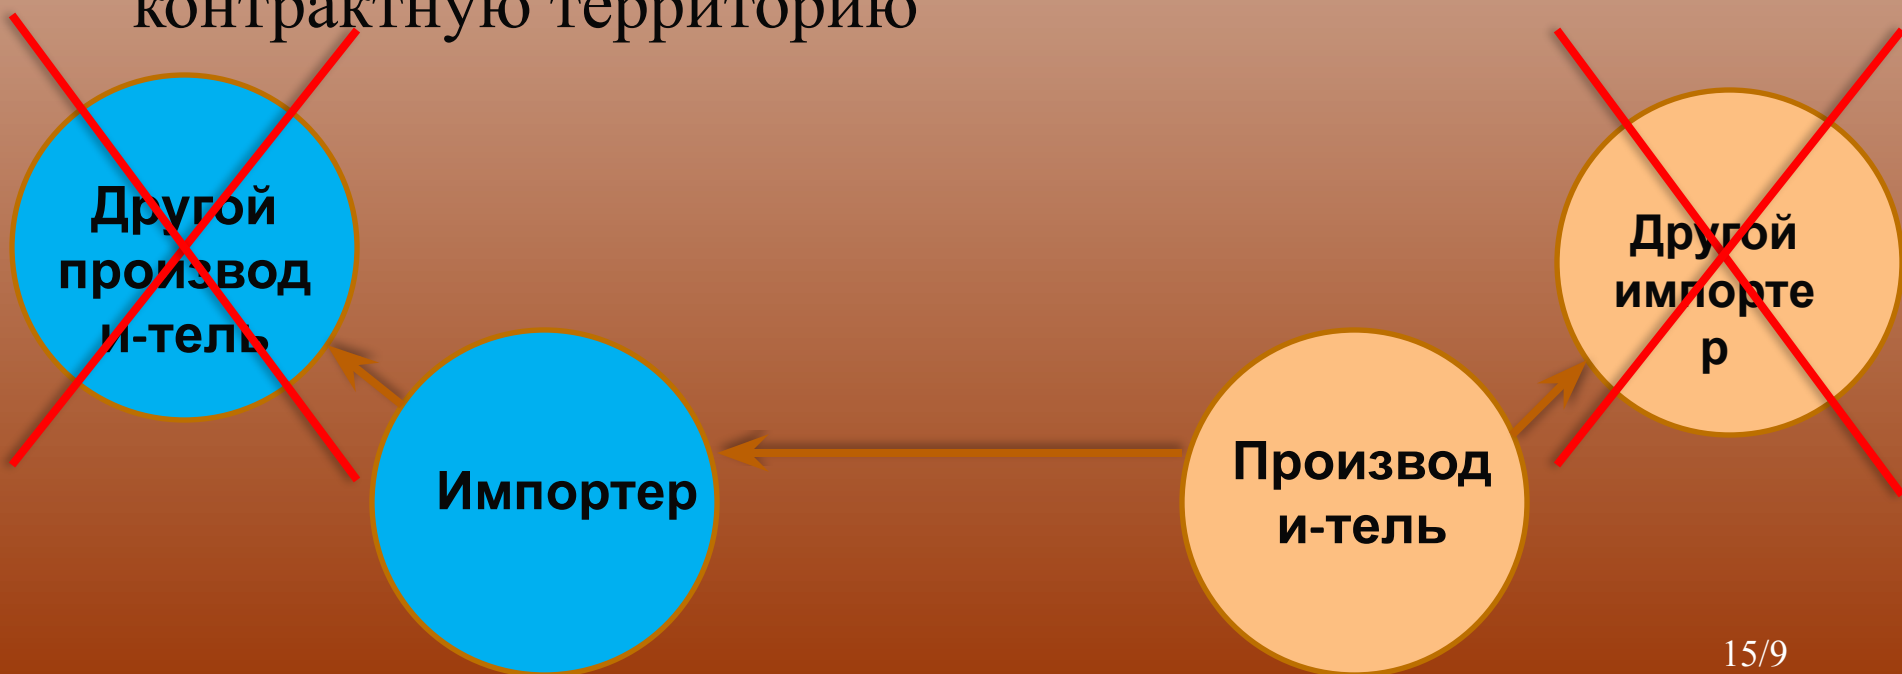 контрактную территорию
Другой
производ
и-тель
Другой
импорте
р
Импортер
Производ
и-тель
15/9